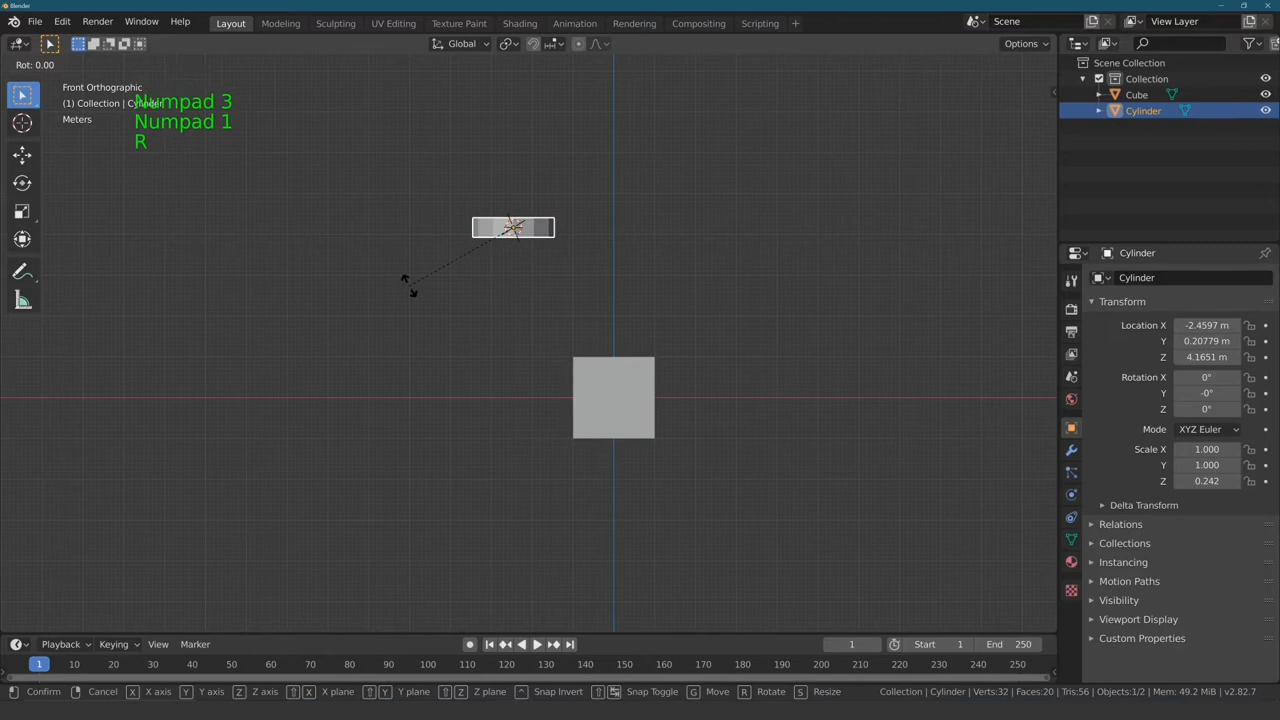 Blender
File Edit Render Window Help Layout Modeling Sculpting UV Editing Texture Paint Shading Animation Rendering Compositing Scripting + Scene View Layer
Global Options
Rot: 0.00
Front Orthographic
(1) Collection | Cylinder
Meters
Numpad 3
Numpad 1
R
Scene Collection
Collection
Cube
Cylinder
Cylinder
Cylinder
Transform
Location X -2.4597 m
Y 0.20779 m
Z 4.1651 m
Rotation X 0°
Y -0°
Z 0°
Mode XYZ Euler
Scale X 1.000
Y 1.000
Z 0.242
Delta Transform
Relations
Collections
Instancing
Motion Paths
Visibility
Viewport Display
Custom Properties
Playback Keying View Marker 1 Start 1 End 250
1 10 20 30 40 50 60 70 80 90 100 110 120 130 140 150 160 170 180 190 200 210 220 230 240 250
Confirm Cancel X X axis Y Y axis Z Z axis X X plane Y Y plane Z Z plane Snap Invert Snap Toggle G Move R Rotate S Resize Collection | Cylinder | Verts:32 | Faces:20 | Tris:56 | Objects:1/2 | Mem: 49.2 MiB | v2.82.7